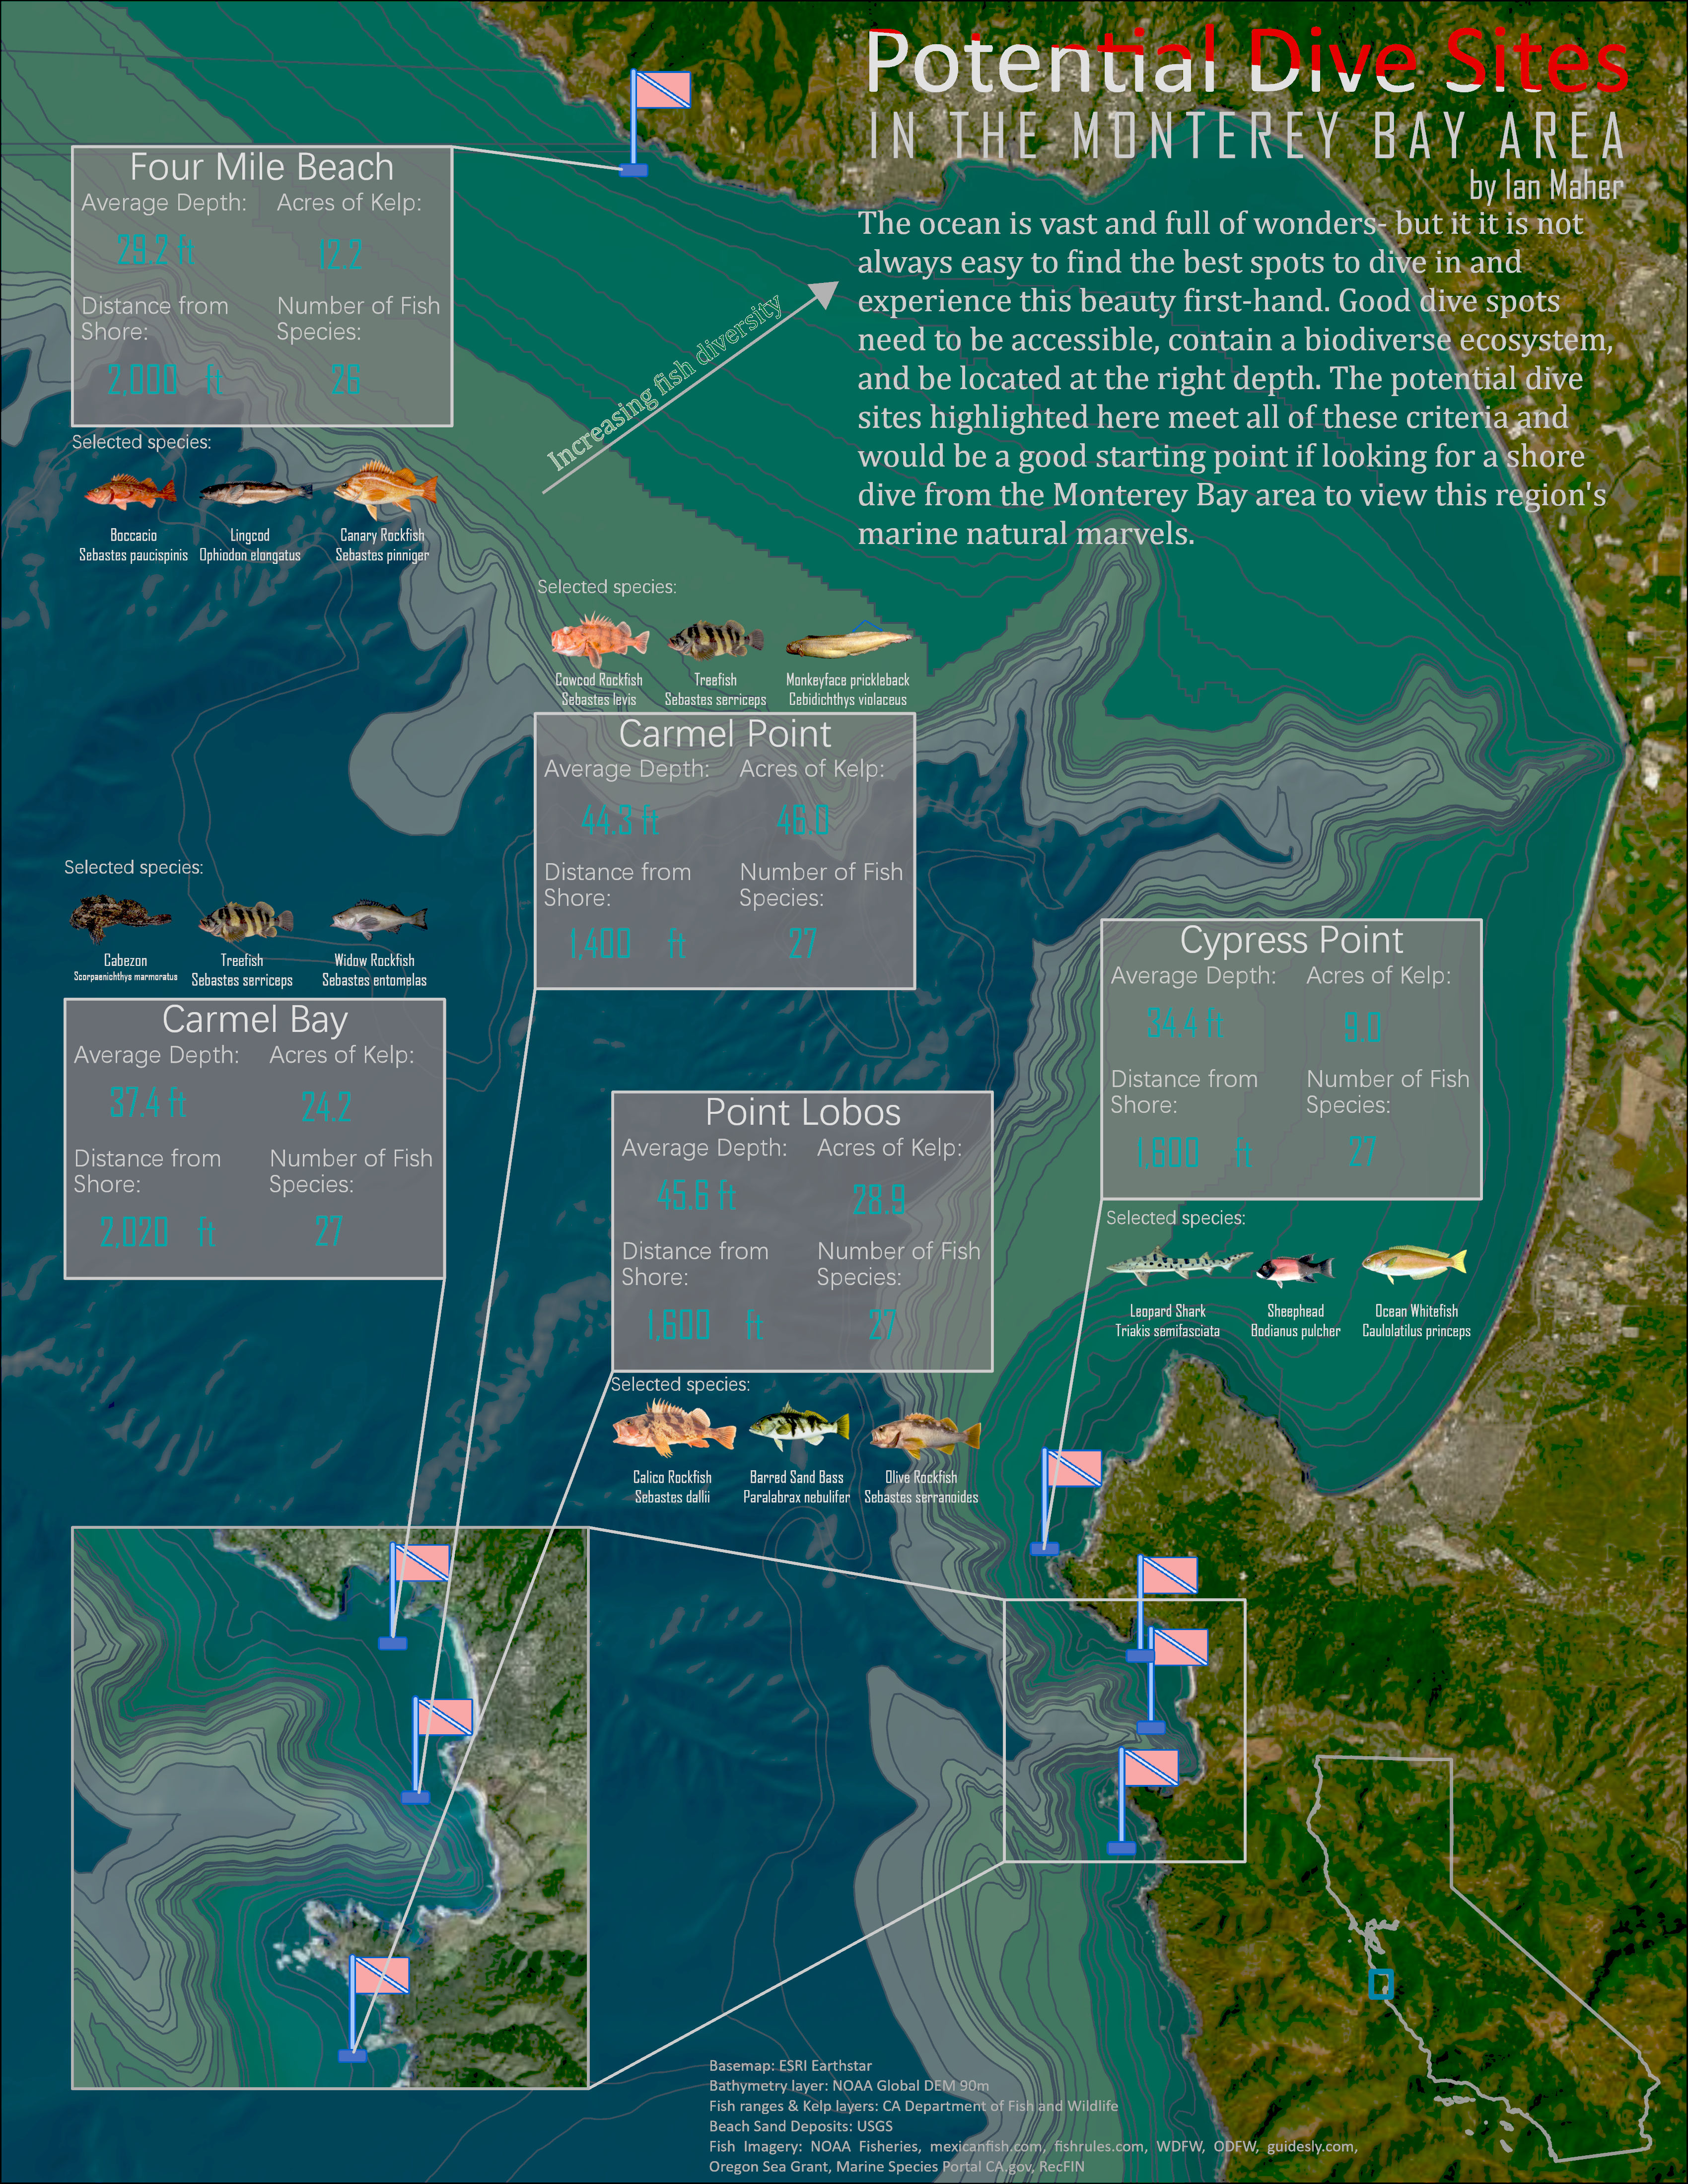 Potential Dive Sites
IN THE MONTEREY BAY AREA
by Ian Maher
The ocean is vast and full of wonders- but it it is not
always easy to find the best spots to dive in and
experience this beauty first-hand. Good dive spots
need to be accessible, contain a biodiverse ecosystem,
and be located at the right depth. The potential dive
sites highlighted here meet all of these criteria and
would be a good starting point if looking for a shore
dive from the Monterey Bay area to view this region's
marine natural marvels.
Increasing fish diversity
Four Mile Beach
Average Depth: Acres of Kelp:
29.2 ft 12.2
Distance from Number of Fish
Shore: Species:
2,000 ft 26
Selected species:
Boccacio Lingcod Canary Rockfish
Sebastes paucispinis Ophiodon elongatus Sebastes pinniger
Selected species:
Cowcod Rockfish Treefish Monkeyface prickleback
Sebastes levis Sebastes serriceps Cebidichthys violaceus
Carmel Point
Average Depth: Acres of Kelp:
44.3 ft 46.0
Distance from Number of Fish
Shore: Species:
1,400 ft 27
Selected species:
Cabezon Treefish Widow Rockfish
Scorpaenichthys marmoratus Sebastes serriceps Sebastes entomelas
Carmel Bay
Average Depth: Acres of Kelp:
37.4 ft 24.2
Distance from Number of Fish
Shore: Species:
2,020 ft 27
Cypress Point
Average Depth: Acres of Kelp:
34.4 ft 9.0
Distance from Number of Fish
Shore: Species:
1,600 ft 27
Selected species:
Leopard Shark Sheephead Ocean Whitefish
Triakis semifasciata Bodianus pulcher Caulolatilus princeps
Point Lobos
Average Depth: Acres of Kelp:
45.6 ft 28.9
Distance from Number of Fish
Shore: Species:
1,600 ft 27
Selected species:
Calico Rockfish Barred Sand Bass Olive Rockfish
Sebastes dallii Paralabrax nebulifer Sebastes serranoides
Basemap: ESRI Earthstar
Bathymetry layer: NOAA Global DEM 90m
Fish ranges & Kelp layers: CA Department of Fish and Wildlife
Beach Sand Deposits: USGS
Fish Imagery: NOAA Fisheries, mexicanfish.com, fishrules.com, WDFW, ODFW, guidesly.com,
Oregon Sea Grant, Marine Species Portal CA.gov, RecFIN